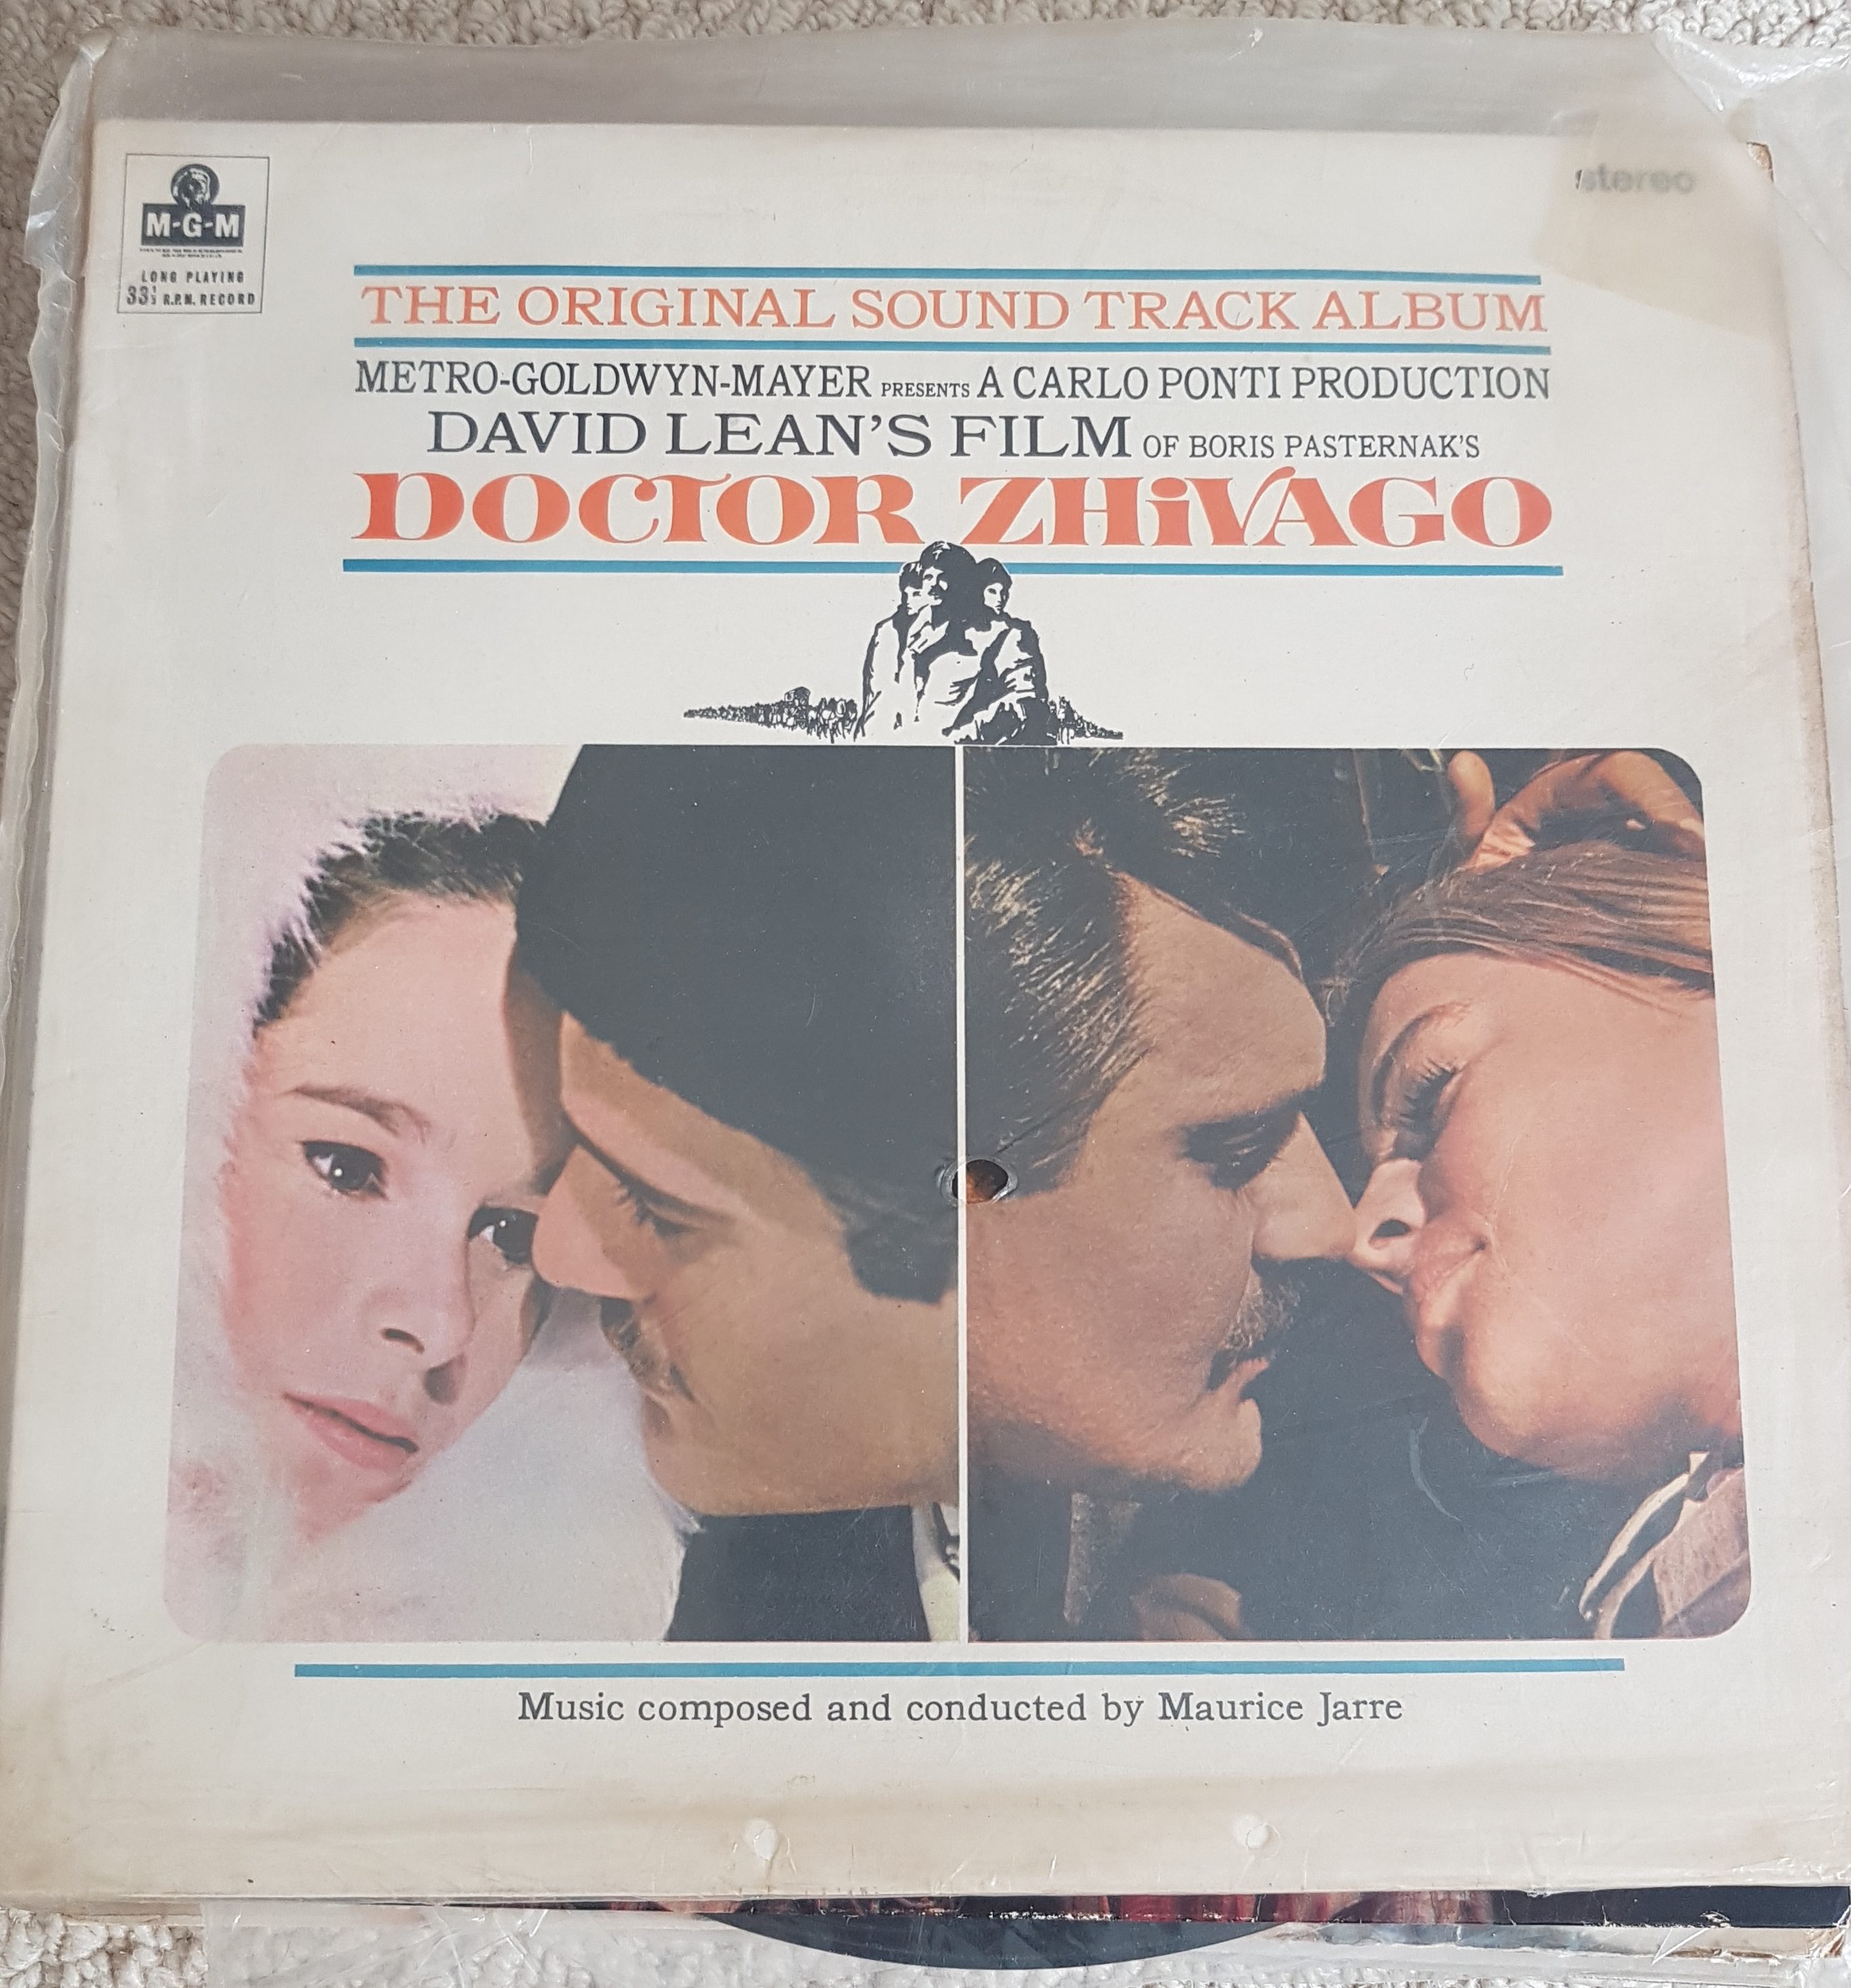 stereo
M-G-M
LONG PLAYING
33⅓ R.P.M. RECORD
THE ORIGINAL SOUND TRACK ALBUM
METRO-GOLDWYN-MAYER PRESENTS A CARLO PONTI PRODUCTION
DAVID LEAN'S FILM OF BORIS PASTERNAK'S
DOCTOR ZHiVAGO
Music composed and conducted by Maurice Jarre